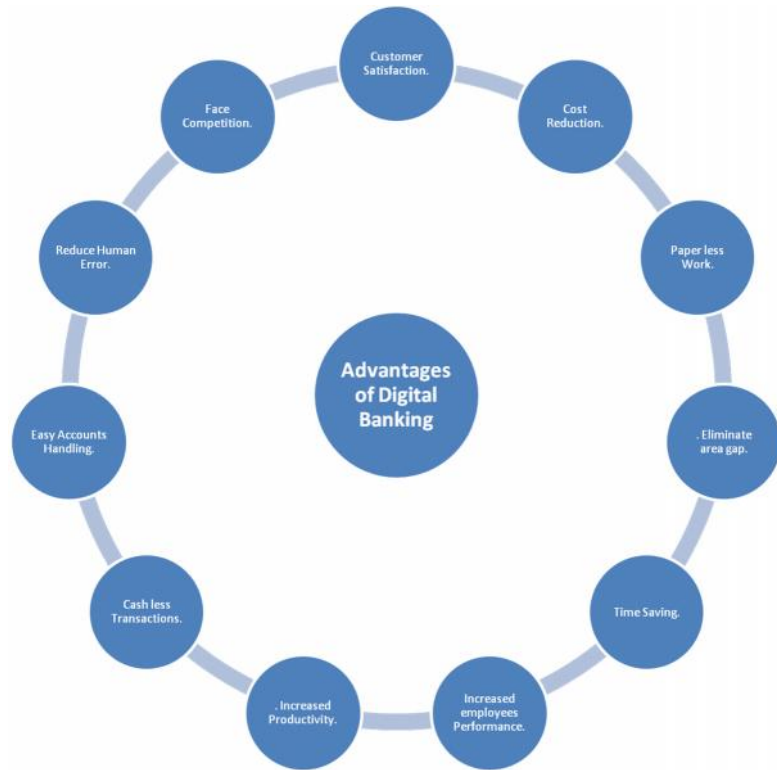 Customer
Satisfaction.
Cost
Reduction.
Paper less
Work.
. Eliminate
area gap.
Time Saving.
Increased
employees
Performance.
. Increased
Productivity.
Cash less
Transactions.
Easy Accounts
Handling.
Reduce Human
Error.
Face
Competition.
Advantages
of Digital
Banking